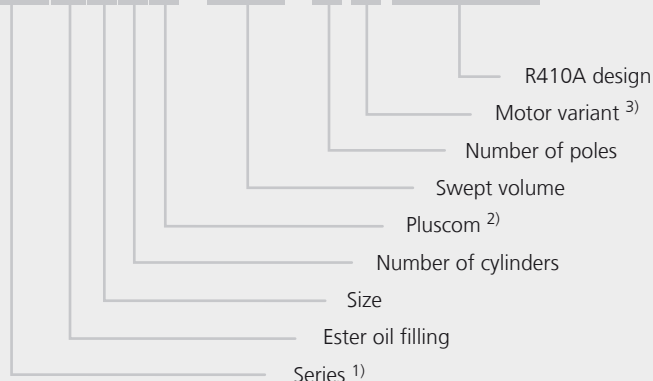 R410A design
Motor variant 3)
Number of poles
Swept volume
Pluscom 2)
Number of cylinders
Size
Ester oil filling
Series 1)